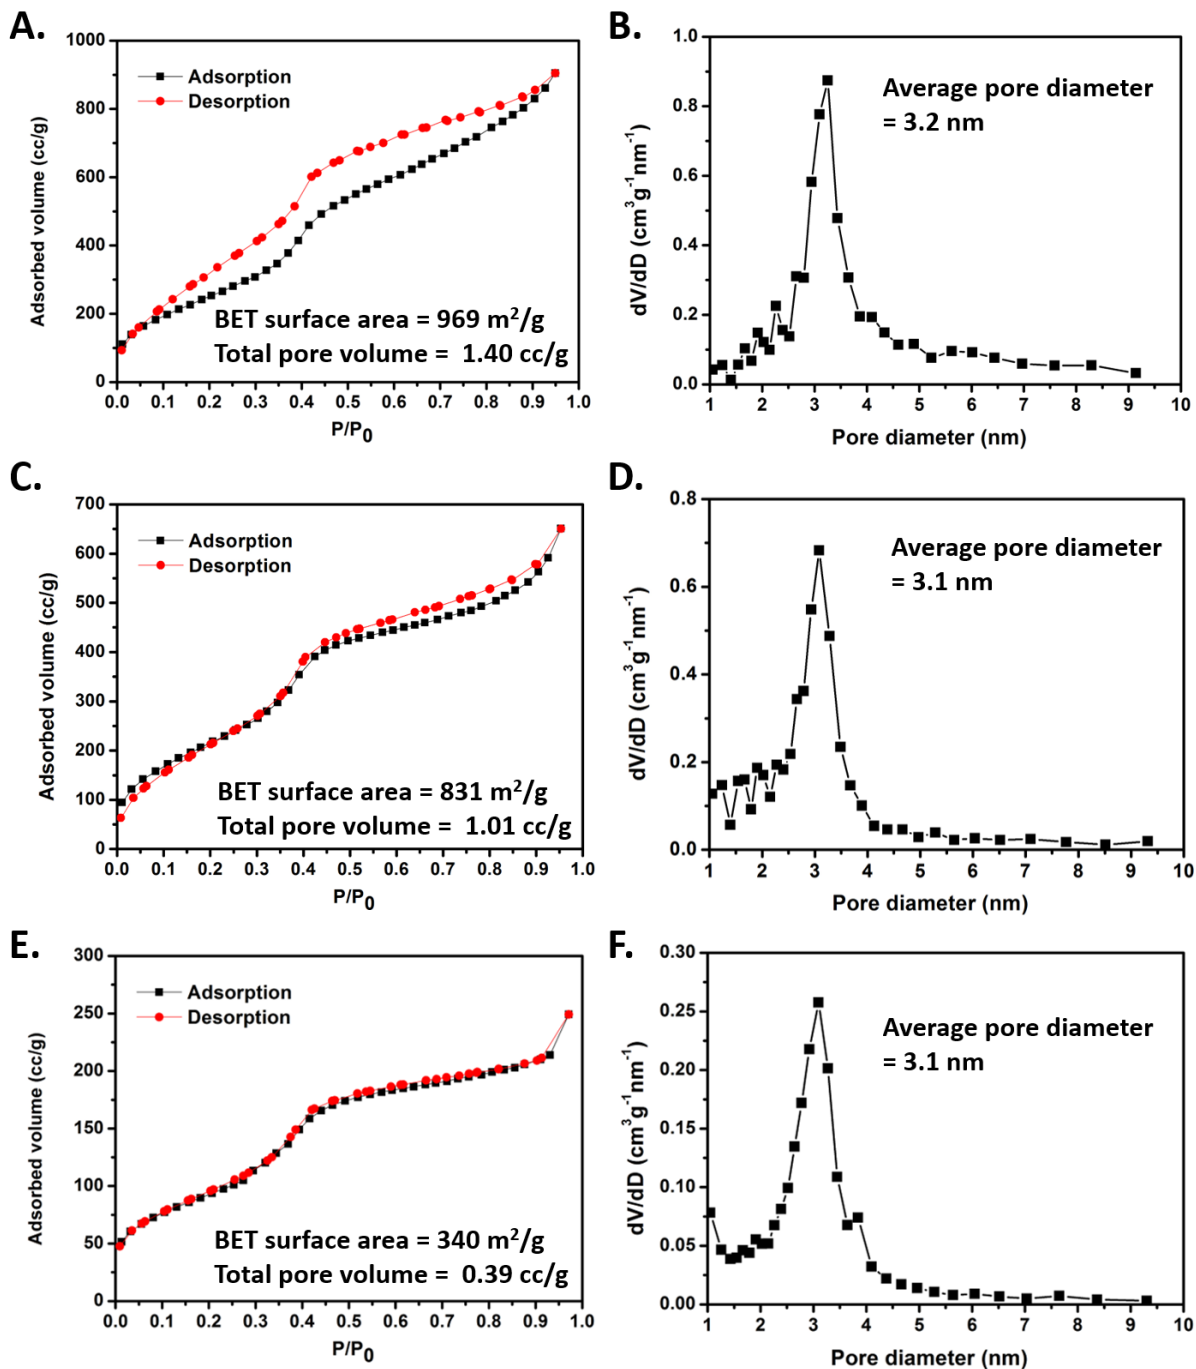 A.
1000
800
600
400
200
0
Adsorbed volume (cc/g)
Adsorption
Desorption
BET surface area = 969 m²/g
Total pore volume = 1.40 cc/g
0.0 0.1 0.2 0.3 0.4 0.5 0.6 0.7 0.8 0.9 1.0
P/P₀
B.
1.0
0.8
0.6
0.4
0.2
0.0
dV/dD (cm³g⁻¹nm⁻¹)
Average pore diameter
= 3.2 nm
1 2 3 4 5 6 7 8 9 10
Pore diameter (nm)
C.
700
600
500
400
300
200
100
0
Adsorbed volume (cc/g)
Adsorption
Desorption
BET surface area = 831 m²/g
Total pore volume = 1.01 cc/g
0.0 0.1 0.2 0.3 0.4 0.5 0.6 0.7 0.8 0.9 1.0
P/P₀
D.
0.8
0.6
0.4
0.2
0.0
dV/dD (cm³g⁻¹nm⁻¹)
Average pore diameter
= 3.1 nm
1 2 3 4 5 6 7 8 9 10
Pore diameter (nm)
E.
300
250
200
150
100
50
0
Adsorbed volume (cc/g)
Adsorption
Desorption
BET surface area = 340 m²/g
Total pore volume = 0.39 cc/g
0.0 0.1 0.2 0.3 0.4 0.5 0.6 0.7 0.8 0.9 1.0
P/P₀
F.
0.30
0.25
0.20
0.15
0.10
0.05
0.00
dV/dD (cm³g⁻¹nm⁻¹)
Average pore diameter
= 3.1 nm
1 2 3 4 5 6 7 8 9 10
Pore diameter (nm)